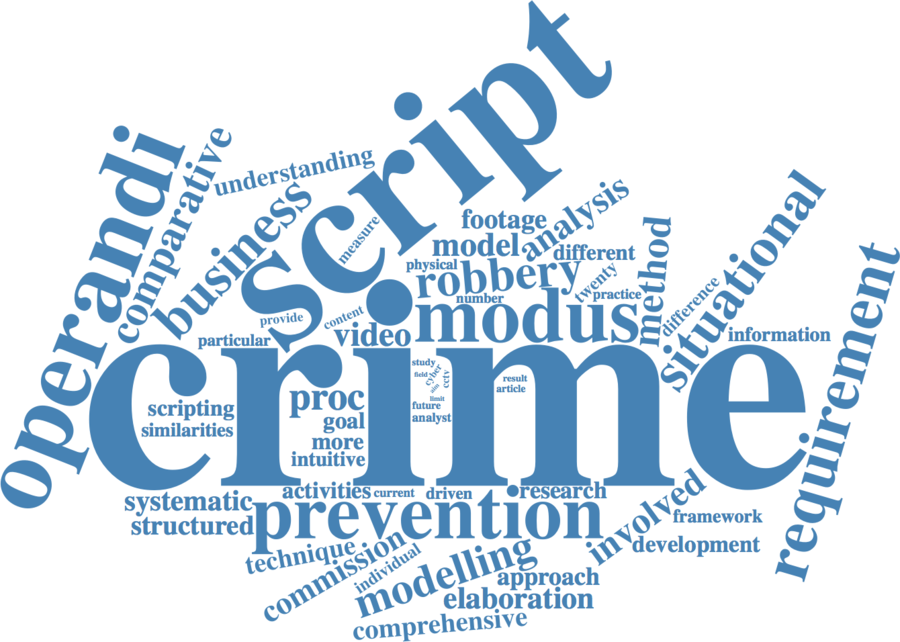 script
operandi
comparative
understanding
business
measure
footage
analysis
model
different
physical
robbery
twenty
number
practice
method
difference
situational
requirement
provide
content
particular
video
modus
information
crime
study
field
cyber
cctv
aim
limit
result
article
scripting
similarities
proc
goal
more
intuitive
future
analyst
activities
current
driven
research
systematic
structured
prevention
involved
framework
development
technique
commission
individual
modelling
approach
elaboration
comprehensive